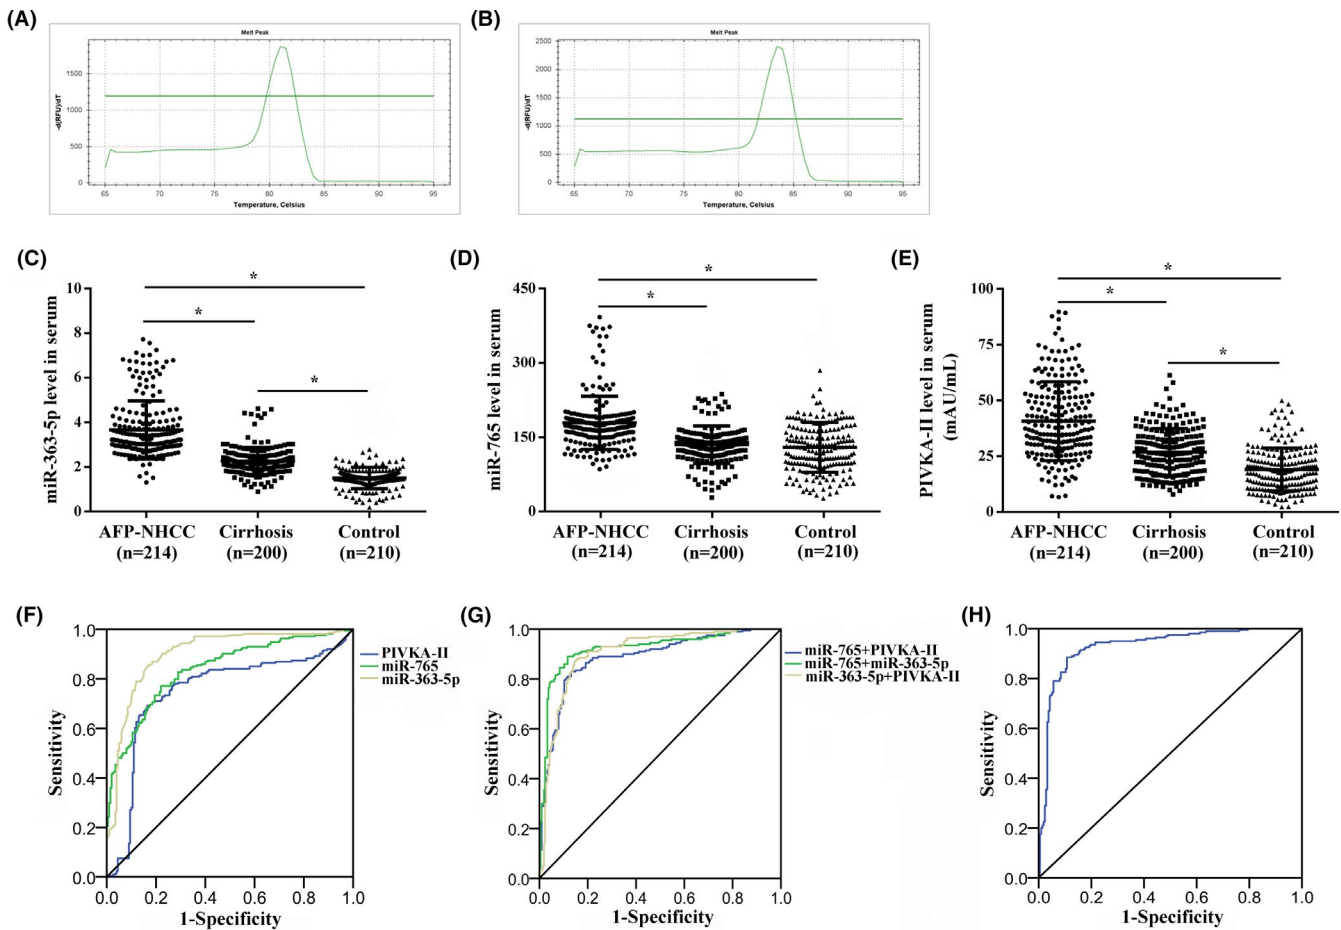 (A)
Melt Peak
-d(RFU)/dT
1500
1000
500
0
65 70 75 80 85 90 95
Temperature, Celsius
(B)
Melt Peak
-d(RFU)/dT
2500
2000
1500
1000
500
0
65 70 75 80 85 90 95
Temperature, Celsius
(C)
miR-363-5p level in serum
10
8
6
4
2
0
*
*
*
AFP-NHCC Cirrhosis Control
(n=214) (n=200) (n=210)
(D)
miR-765 level in serum
450
300
150
0
*
*
AFP-NHCC Cirrhosis Control
(n=214) (n=200) (n=210)
(E)
PIVKA-II level in serum
(mAU/mL)
100
75
50
25
0
*
*
*
AFP-NHCC Cirrhosis Control
(n=214) (n=200) (n=210)
(F)
Sensitivity
1.0
0.8
0.6
0.4
0.2
0.0
0.0 0.2 0.4 0.6 0.8 1.0
1-Specificity
PIVKA-II
miR-765
miR-363-5p
(G)
Sensitivity
1.0
0.8
0.6
0.4
0.2
0.0
0.0 0.2 0.4 0.6 0.8 1.0
1-Specificity
miR-765+PIVKA-II
miR-765+miR-363-5p
miR-363-5p+PIVKA-II
(H)
Sensitivity
1.0
0.8
0.6
0.4
0.2
0.0
0.0 0.2 0.4 0.6 0.8 1.0
1-Specificity